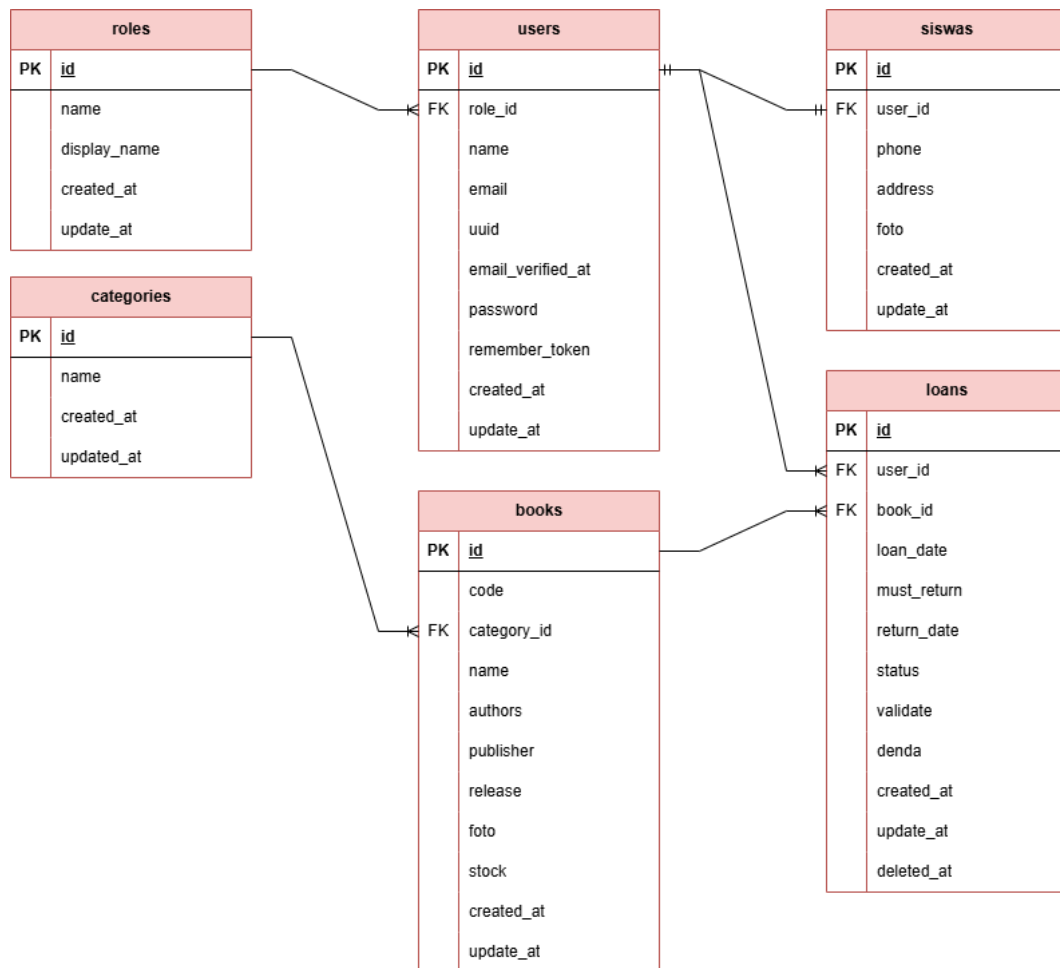 roles
PK id
name
display_name
created_at
update_at
categories
PK id
name
created_at
updated_at
users
PK id
FK role_id
name
email
uuid
email_verified_at
password
remember_token
created_at
update_at
books
PK id
code
FK category_id
name
authors
publisher
release
foto
stock
created_at
update_at
siswas
PK id
FK user_id
phone
address
foto
created_at
update_at
loans
PK id
FK user_id
FK book_id
loan_date
must_return
return_date
status
validate
denda
created_at
update_at
deleted_at